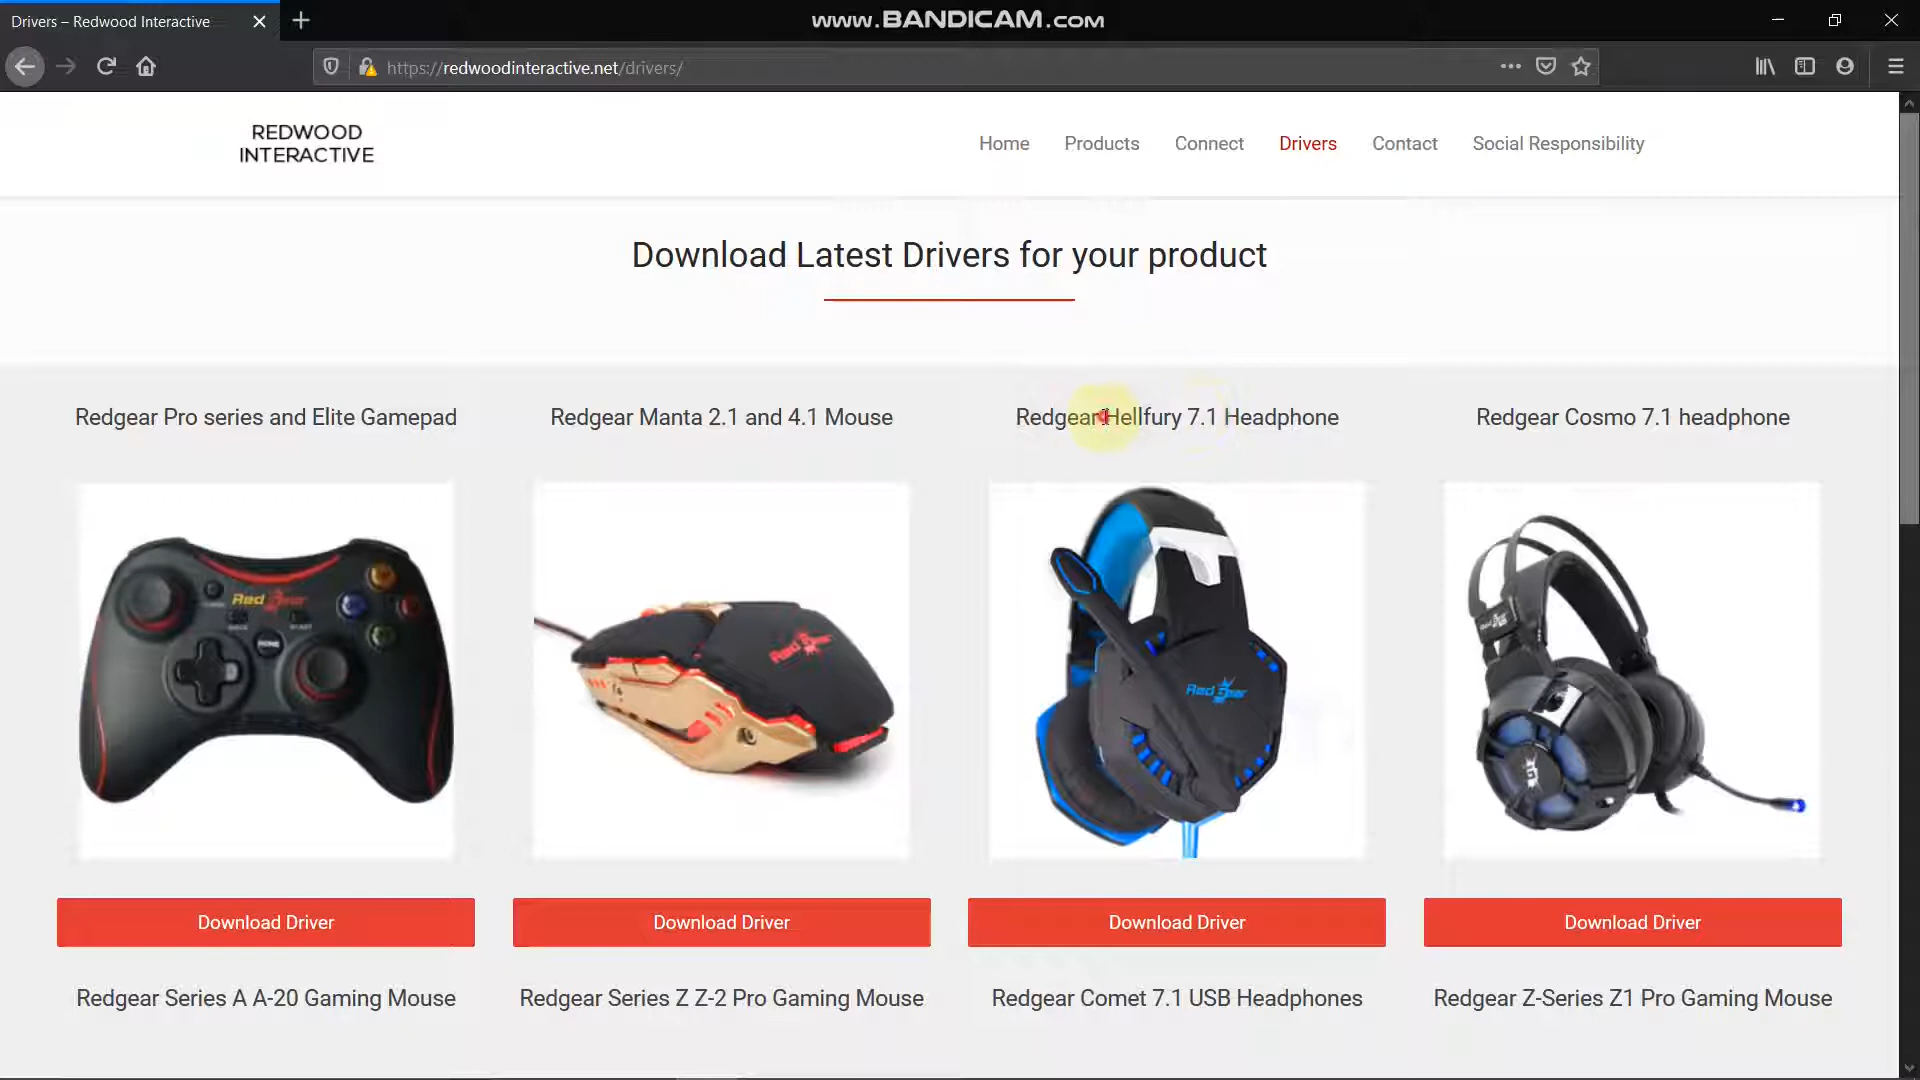 Drivers – Redwood Interactive
www.BANDICAM.com
https://redwoodinteractive.net/drivers/
REDWOOD
INTERACTIVE
Home
Products
Connect
Drivers
Contact
Social Responsibility
Download Latest Drivers for your product
Redgear Pro series and Elite Gamepad
Redgear Manta 2.1 and 4.1 Mouse
Redgear Hellfury 7.1 Headphone
Redgear Cosmo 7.1 headphone
RedGear
HOME
RedGear
RedGear
Download Driver
Download Driver
Download Driver
Download Driver
Redgear Series A A-20 Gaming Mouse
Redgear Series Z Z-2 Pro Gaming Mouse
Redgear Comet 7.1 USB Headphones
Redgear Z-Series Z1 Pro Gaming Mouse